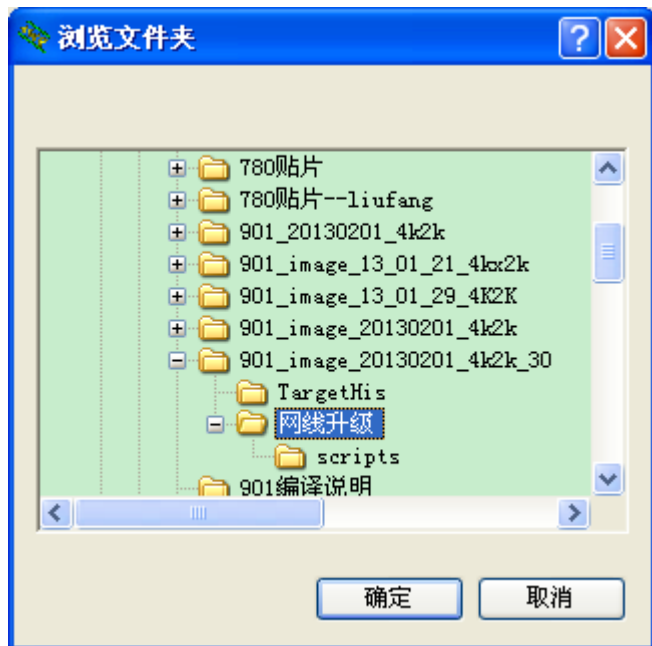 浏览文件夹
780贴片
780贴片--liufang
901_20130201_4k2k
901_image_13_01_21_4kx2k
901_image_13_01_29_4K2K
901_image_20130201_4k2k
901_image_20130201_4k2k_30
TargetHis
网线升级
scripts
901编译说明
确定
取消